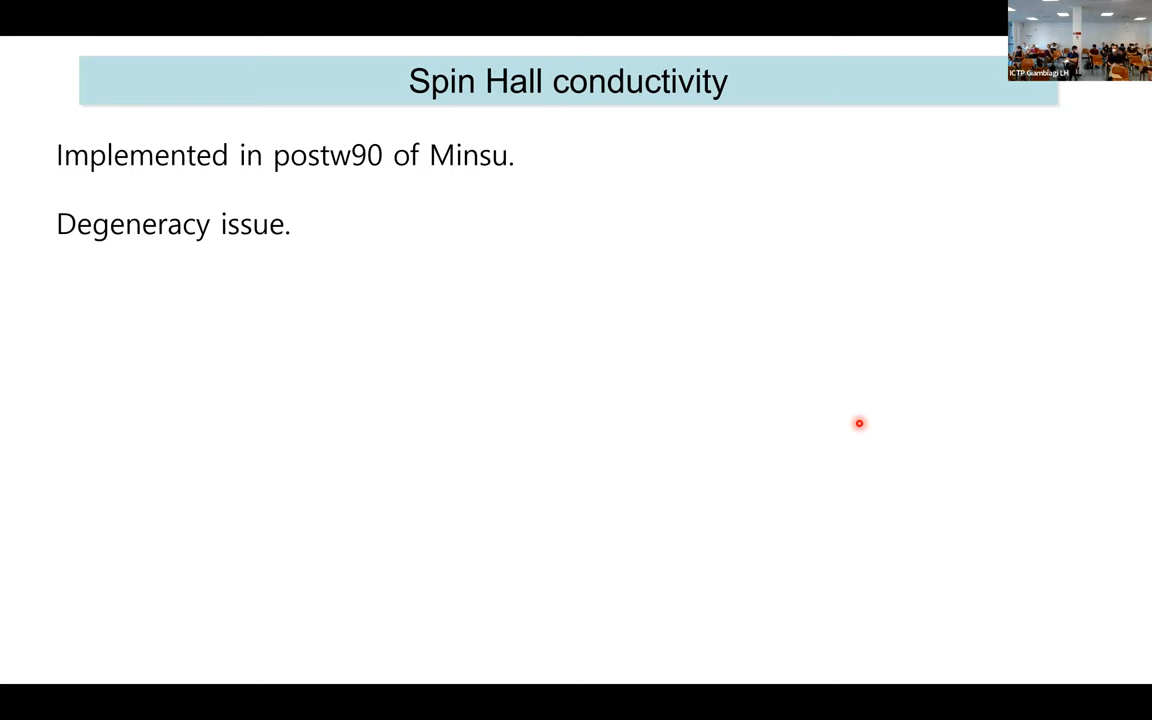 Spin Hall conductivity
ICTP Giambiagi LH
Implemented in postw90 of Minsu.
Degeneracy issue.